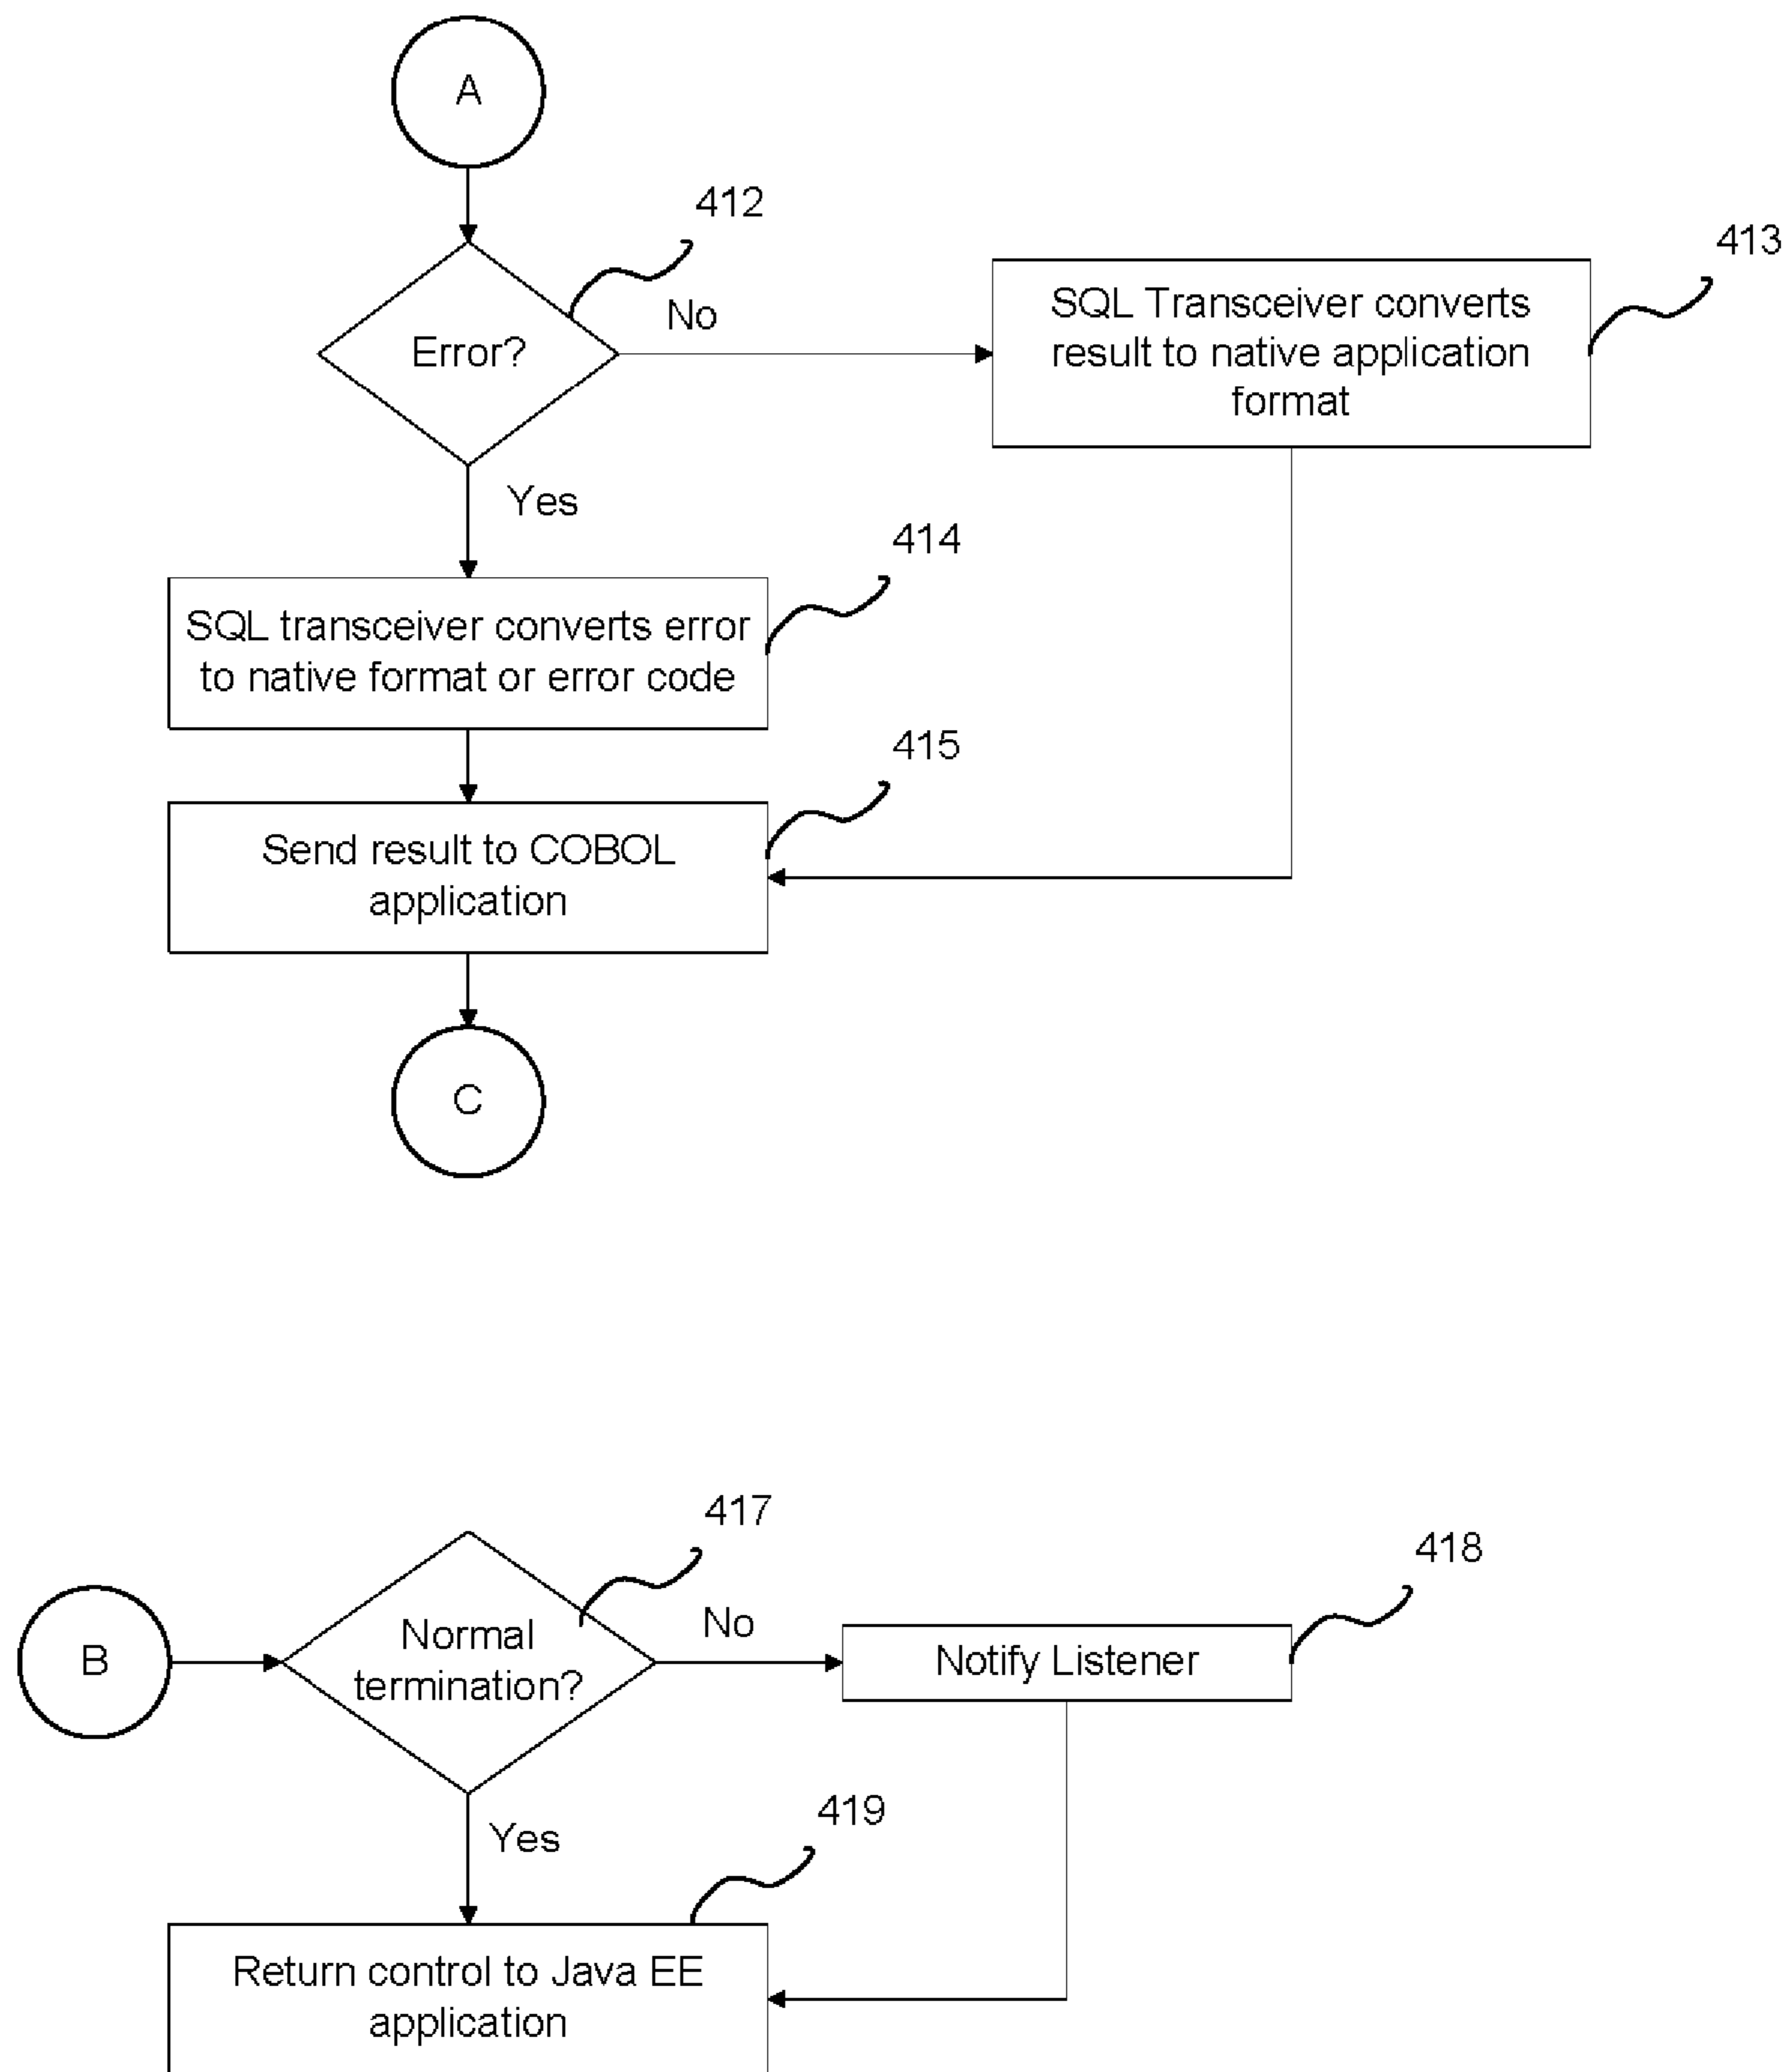 A
412
413
No
SQL Transceiver converts
result to native application
format
Error?
Yes
414
SQL transceiver converts error
to native format or error code
415
Send result to COBOL
application
C
417
418
B
Normal
termination?
No
Notify Listener
Yes
419
Return control to Java EE
application